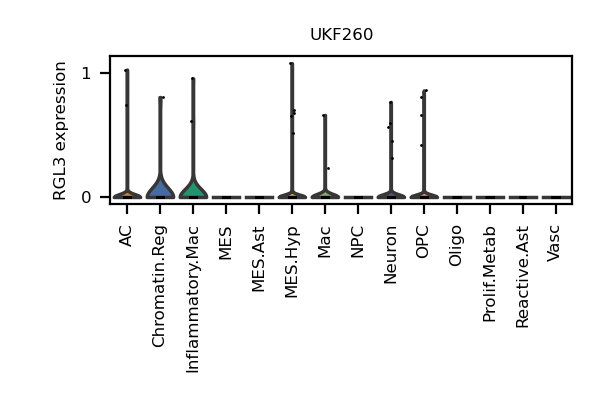 UKF260
RGL3 expression
1
0
AC
Chromatin.Reg
Inflammatory.Mac
MES
MES.Ast
MES.Hyp
Mac
NPC
Neuron
OPC
Oligo
Prolif.Metab
Reactive.Ast
Vasc